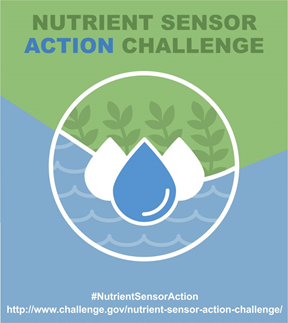 NUTRIENT SENSOR
ACTION CHALLENGE
#NutrientSensorAction
http://www.challenge.gov/nutrient-sensor-action-challenge/